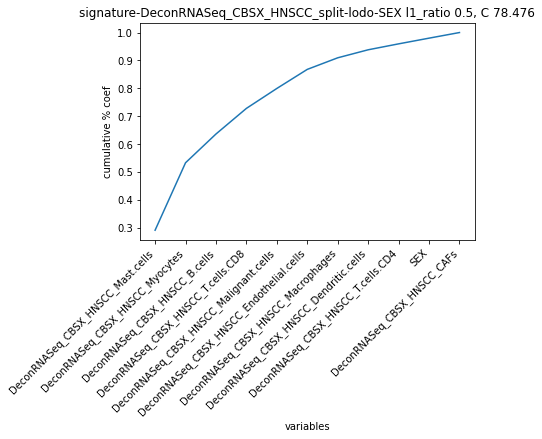 signature-DeconRNASeq_CBSX_HNSCC_split-lodo-SEX l1_ratio 0.5, C 78.476
cumulative % coef
1.0
0.9
0.8
0.7
0.6
0.5
0.4
0.3
DeconRNASeq_CBSX_HNSCC_Mast.cells
DeconRNASeq_CBSX_HNSCC_Myocytes
DeconRNASeq_CBSX_HNSCC_B.cells
DeconRNASeq_CBSX_HNSCC_T.cells.CD8
DeconRNASeq_CBSX_HNSCC_Malignant.cells
DeconRNASeq_CBSX_HNSCC_Endothelial.cells
DeconRNASeq_CBSX_HNSCC_Macrophages
DeconRNASeq_CBSX_HNSCC_Dendritic.cells
DeconRNASeq_CBSX_HNSCC_T.cells.CD4
SEX
DeconRNASeq_CBSX_HNSCC_CAFs
variables